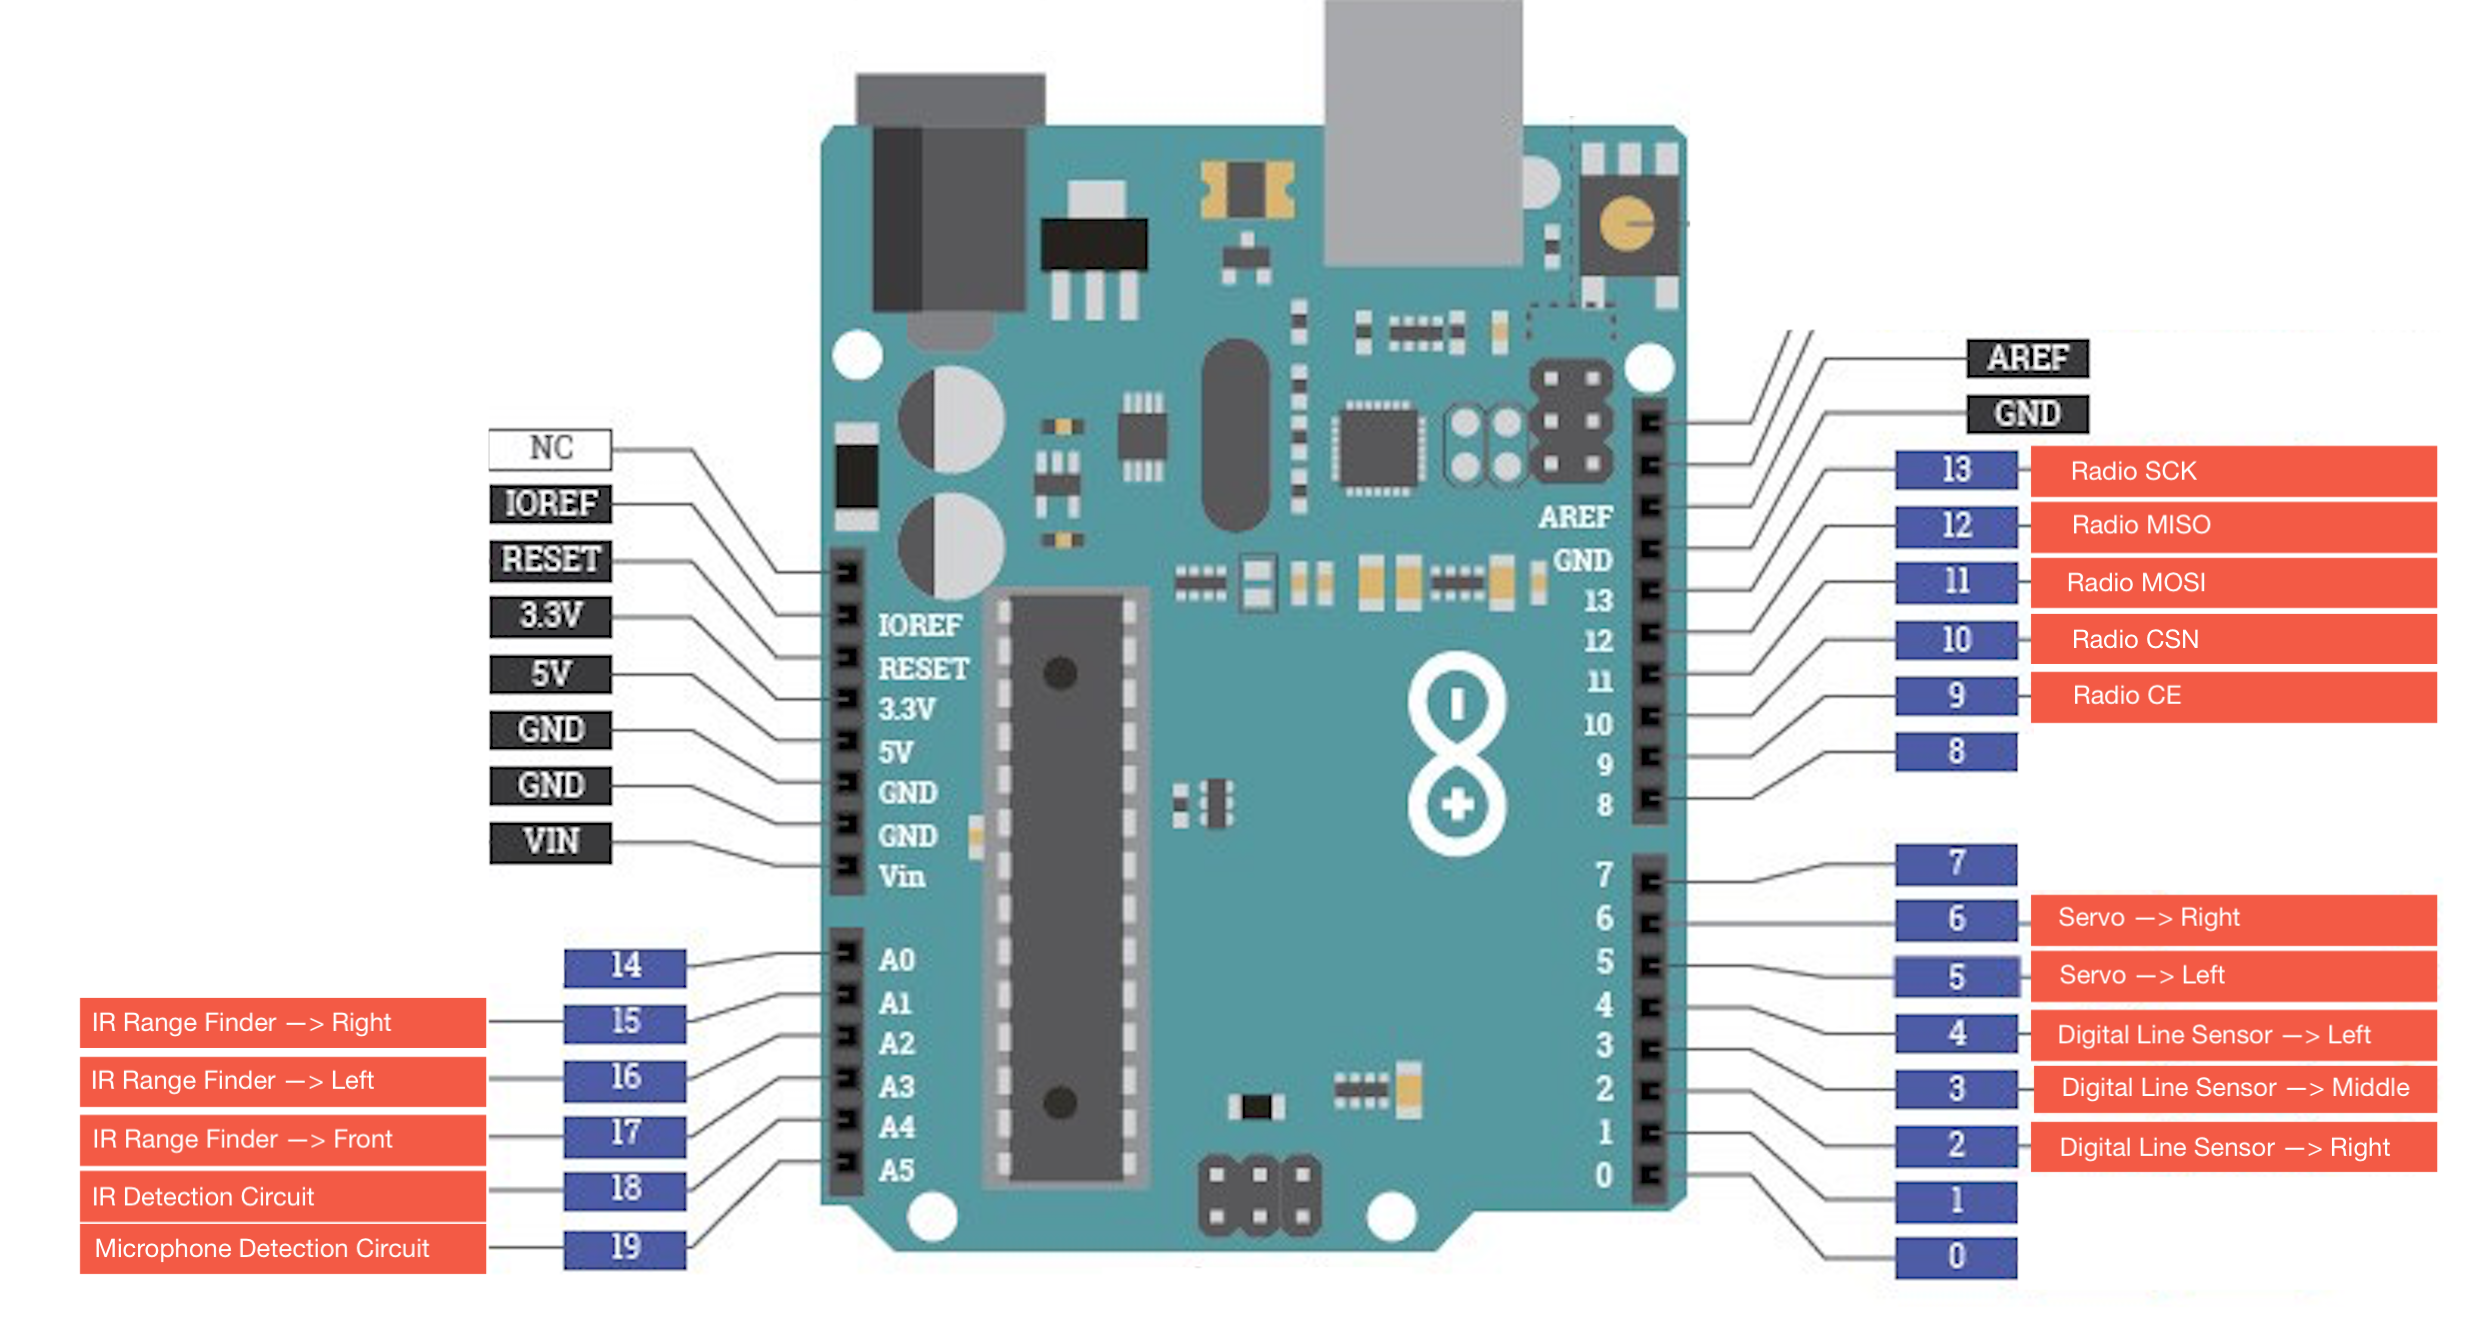 NC
IOREF
RESET
3.3V
5V
GND
GND
VIN
14
IR Range Finder —> Right 15
IR Range Finder —> Left 16
IR Range Finder —> Front 17
IR Detection Circuit 18
Microphone Detection Circuit 19
IOREF
RESET
3.3V
5V
GND
GND
Vin
A0
A1
A2
A3
A4
A5
AREF
GND
13
12
11
10
9
8
7
6
5
4
3
2
1
0
AREF
GND
13 Radio SCK
12 Radio MISO
11 Radio MOSI
10 Radio CSN
9 Radio CE
8
7
6 Servo —> Right
5 Servo —> Left
4 Digital Line Sensor —> Left
3 Digital Line Sensor —> Middle
2 Digital Line Sensor —> Right
1
0